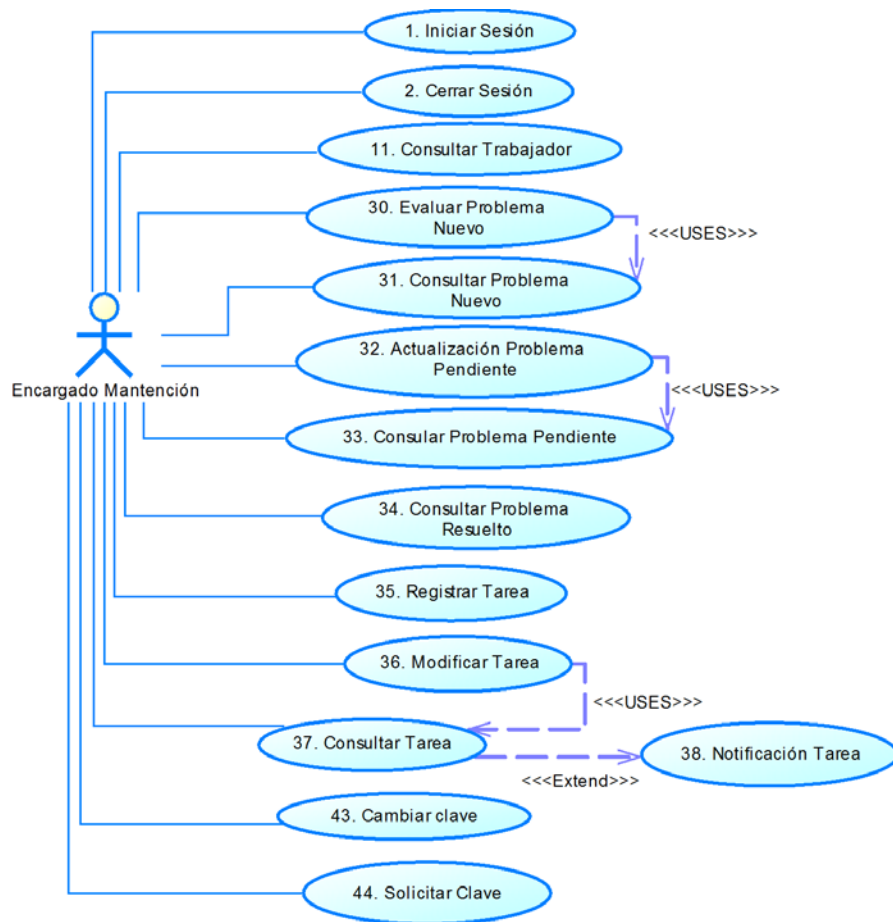 1. Iniciar Sesión
2. Cerrar Sesión
11. Consultar Trabajador
30. Evaluar Problema
Nuevo
<<<USES>>>
31. Consultar Problema
Nuevo
32. Actualización Problema
Pendiente
Encargado Mantención
<<<USES>>>
33. Consular Problema Pendiente
34. Consultar Problema
Resuelto
35. Registrar Tarea
36. Modificar Tarea
<<<USES>>>
37. Consultar Tarea
38. Notificación Tarea
<<<Extend>>>
43. Cambiar clave
44. Solicitar Clave